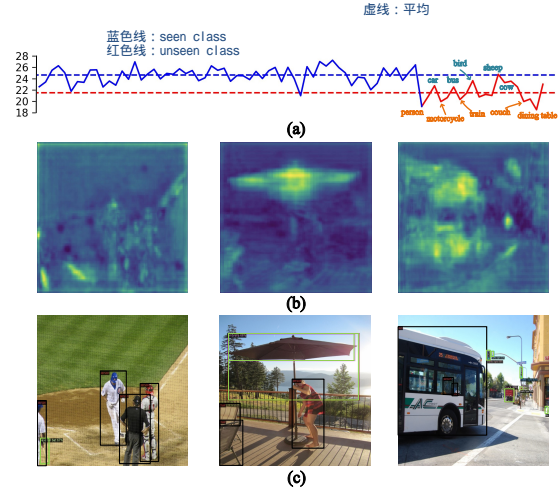 虚线：平均
蓝色线：seen class
红色线：unseen class
28
26
24
22
20
18
bird
sheep
car
bus
cow
person
motorcycle
train
couch
dining table
(a)
(b)
(c)